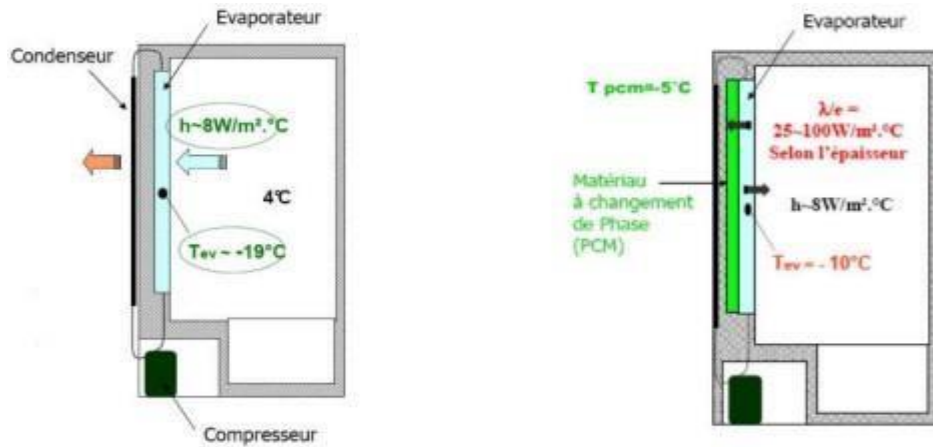 Evaporateur
Condenseur
h~8W/m².°C
4°C
Tev ~ -19°C
Compresseur
Evaporateur
T pcm=-5°C
λ/e =
25~100W/m².°C
Selon l'épaisseur
Matériau
à changement
de Phase
(PCM)
h~8W/m².°C
Tev = - 10°C